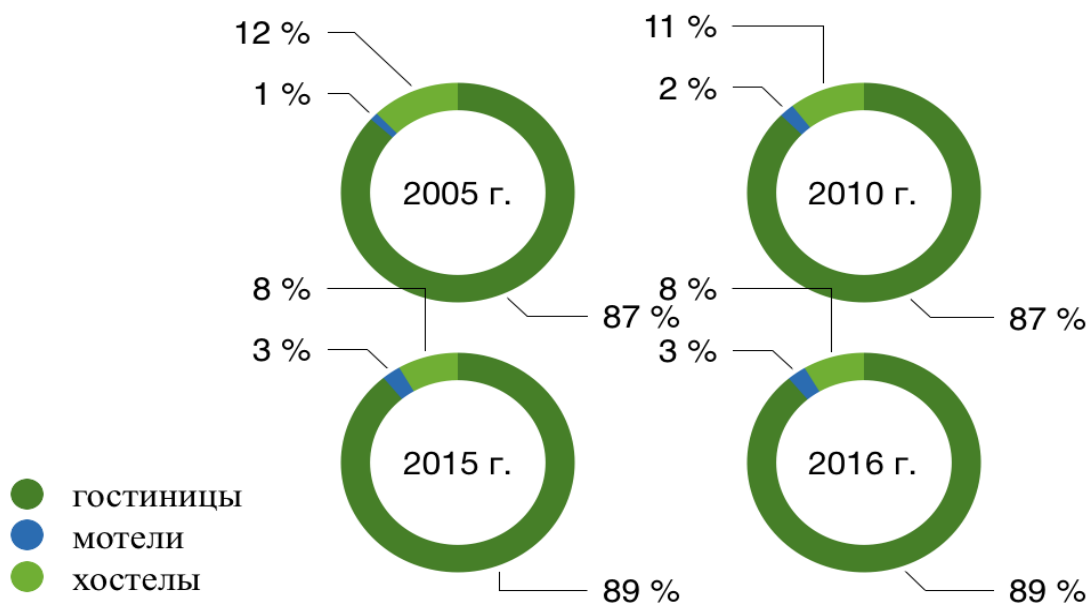 12 %
1 %
2005 г.
87 %
11 %
2 %
2010 г.
87 %
8 %
3 %
2015 г.
89 %
8 %
3 %
2016 г.
89 %
гостиницы
мотели
хостелы